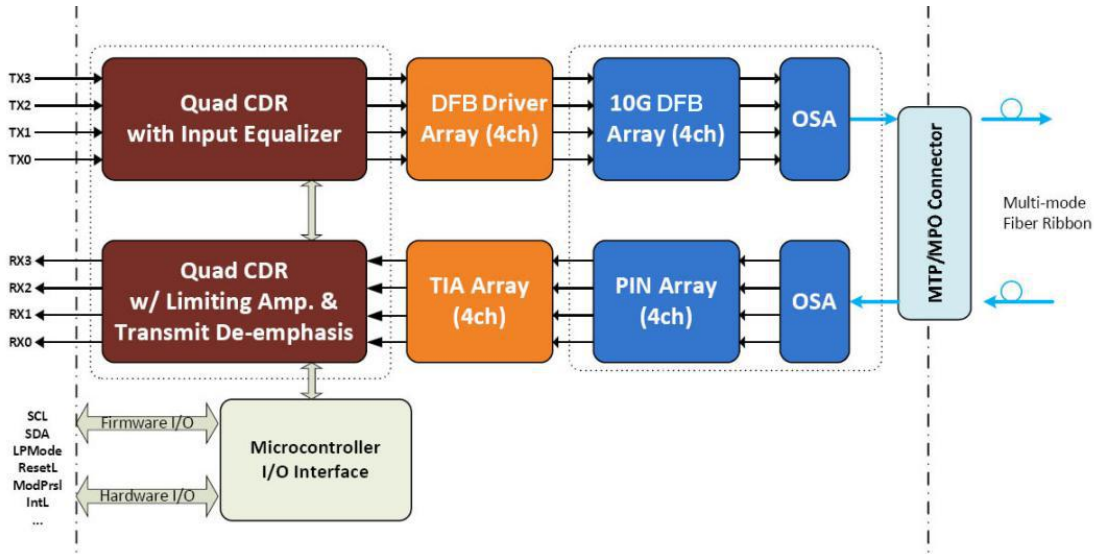 TX3
TX2
TX1
TX0
Quad CDR
with Input Equalizer
DFB Driver
Array (4ch)
10G DFB
Array (4ch)
OSA
MTP/MPO Connector
Multi-mode
Fiber Ribbon
RX3
RX2
RX1
RX0
Quad CDR
w/ Limiting Amp. &
Transmit De-emphasis
TIA Array
(4ch)
PIN Array
(4ch)
OSA
SCL
SDA
LPMode
ResetL
ModPrsl
IntL
...
Firmware I/O
Hardware I/O
Microcontroller
I/O Interface